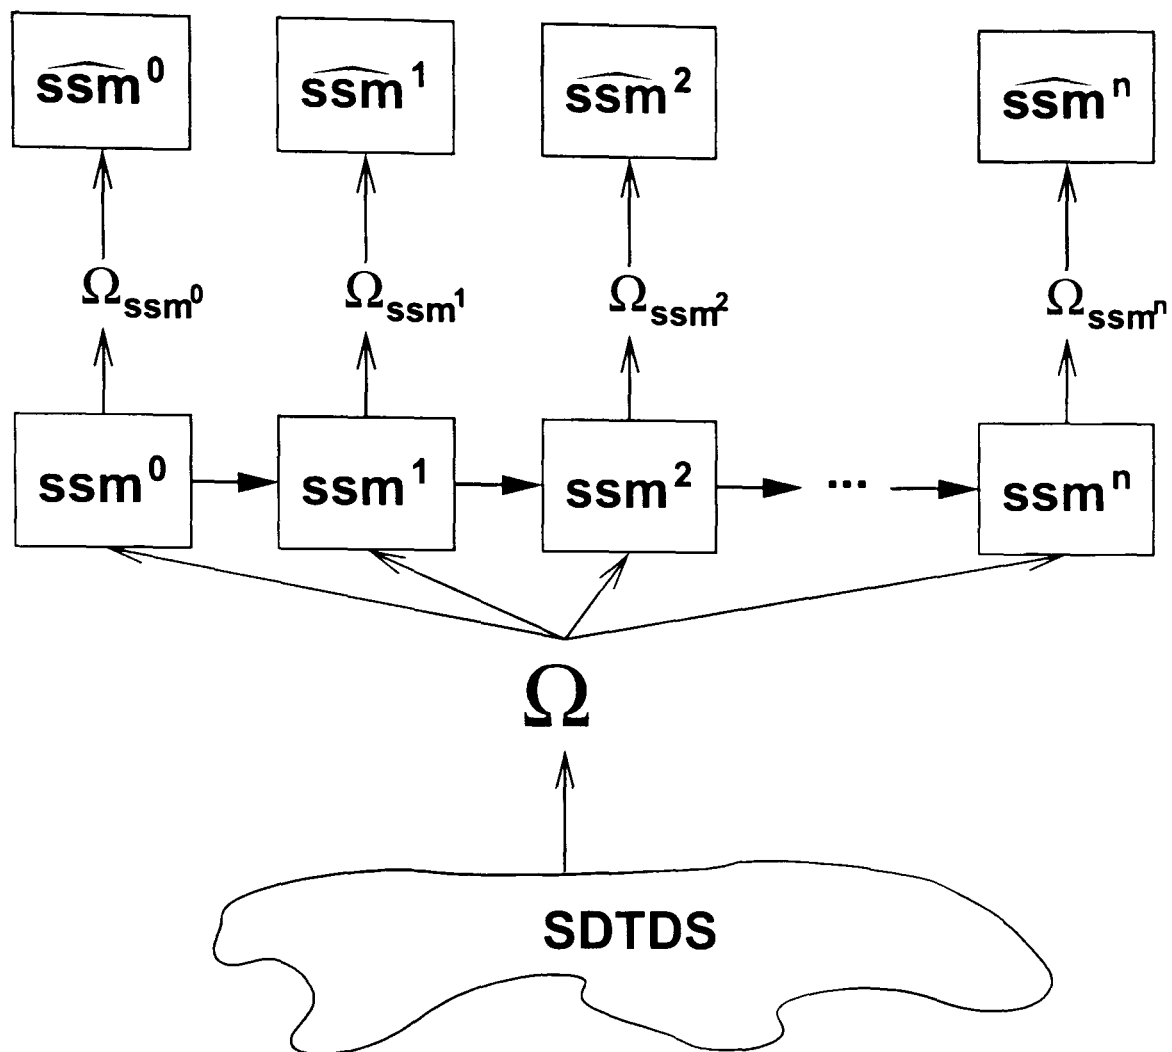 ssm^0 ssm^1 ssm^2 ssm^n
Ω_ssm^0 Ω_ssm^1 Ω_ssm^2 Ω_ssm^n
ssm^0 ssm^1 ssm^2 ... ssm^n
Ω
SDTDS